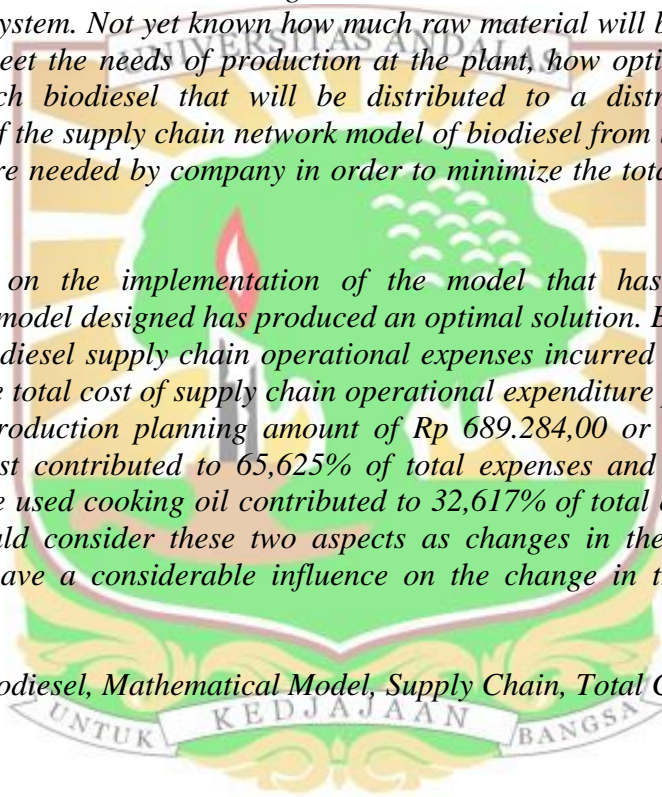 system. Not yet known how much raw material will b
UNIVERSITAS ANDALAS
eet the needs of production at the plant, how opti
ch biodiesel that will be distributed to a distr
f the supply chain network model of biodiesel from
re needed by company in order to minimize the tota
on the implementation of the model that has
model designed has produced an optimal solution.
diesel supply chain operational expenses incurred
e total cost of supply chain operational expenditure
roduction planning amount of Rp 689.284,00 or
st contributed to 65,625% of total expenses and
e used cooking oil contributed to 32,617% of total
uld consider these two aspects as changes in the
ave a considerable influence on the change in
odiesel, Mathematical Model, Supply Chain, Total C
UNTUK KEDJAJAAN BANGSA